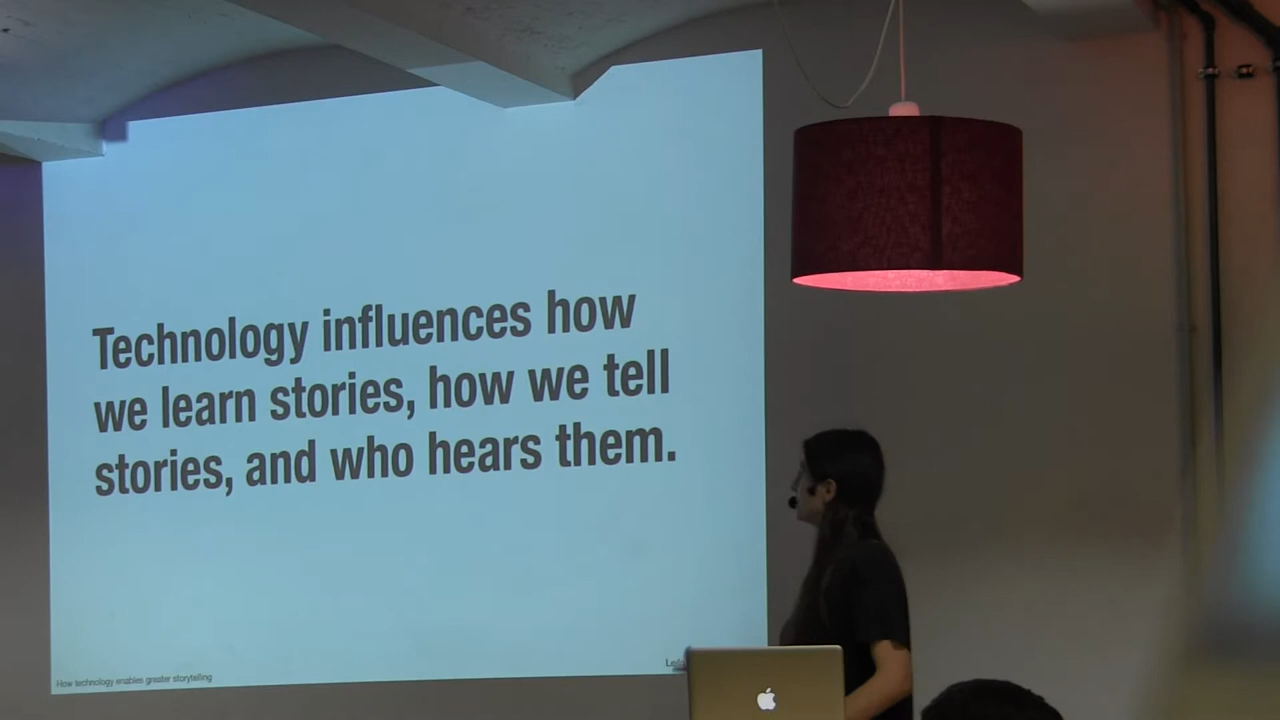 Technology influences how
we learn stories, how we tell
stories, and who hears them.
How technology enables greater storytelling